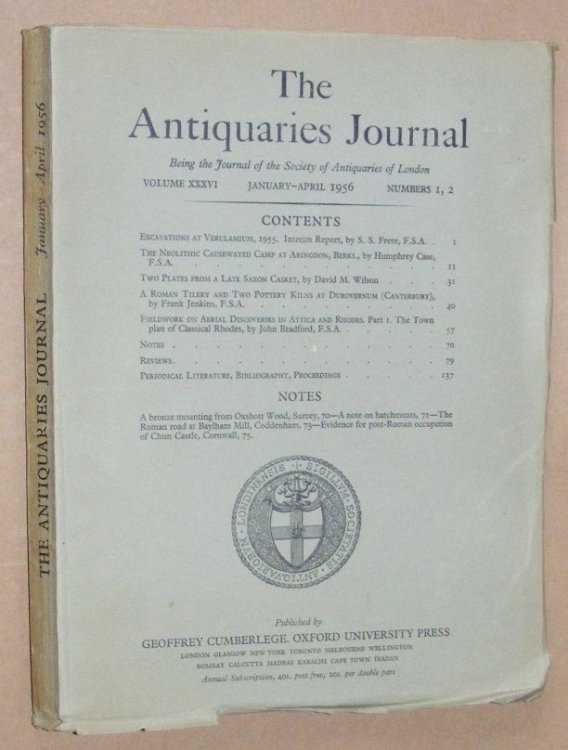 THE ANTIQUARIES JOURNAL January–April 1956
The
Antiquaries Journal
Being the Journal of the Society of Antiquaries of London
VOLUME XXXVI JANUARY–APRIL 1956 NUMBERS 1, 2
CONTENTS
EXCAVATIONS AT VERULAMIUM, 1955. Interim Report, by S. S. Frere, F.S.A. . 1
THE NEOLITHIC CAUSEWAYED CAMP AT ABINGDON, BERKS., by Humphrey Case,
F.S.A. . . . . . . . . . . 11
TWO PLATES FROM A LATE SAXON CASKET, by David M. Wilson . . . 31
A ROMAN TILERY AND TWO POTTERY KILNS AT DUROVERNUM (CANTERBURY),
by Frank Jenkins, F.S.A. . . . . . . . . 40
FIELDWORK ON AERIAL DISCOVERIES IN ATTICA AND RHODES. Part 1. The Town
plan of Classical Rhodes, by John Bradford, F.S.A. . . . . . 57
NOTES . . . . . . . . . . . 70
REVIEWS. . . . . . . . . . . 79
PERIODICAL LITERATURE, BIBLIOGRAPHY, PROCEEDINGS . . . . . 137
NOTES
A bronze mounting from Oxshott Wood, Surrey, 70—A note on hatchments, 71—The
Roman road at Baylham Mill, Coddenham, 73—Evidence for post-Roman occupation
of Chun Castle, Cornwall, 75.
SIGILLVM · SOCIETATIS · ANTIQVARIORVM · LONDINENSIS
Published by
GEOFFREY CUMBERLEGE. OXFORD UNIVERSITY PRESS
LONDON GLASGOW NEW YORK TORONTO MELBOURNE WELLINGTON
BOMBAY CALCUTTA MADRAS KARACHI CAPE TOWN IBADAN
Annual Subscription, 40s. post free; 20s. per double part